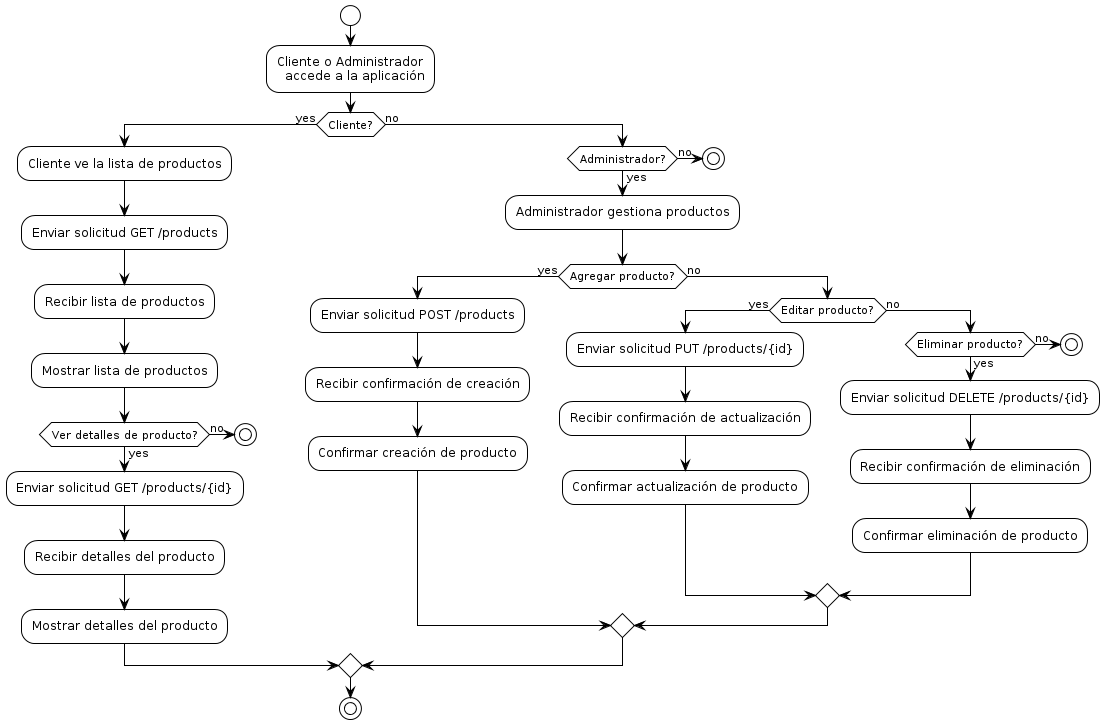 Cliente o Administrador
accede a la aplicación
yes
Cliente?
no
Cliente ve la lista de productos
Enviar solicitud GET /products
Recibir lista de productos
Mostrar lista de productos
Ver detalles de producto?
no
yes
Enviar solicitud GET /products/{id}
Recibir detalles del producto
Mostrar detalles del producto
Administrador?
no
yes
Administrador gestiona productos
yes
Agregar producto?
no
Enviar solicitud POST /products
Recibir confirmación de creación
Confirmar creación de producto
yes
Editar producto?
no
Enviar solicitud PUT /products/{id}
Recibir confirmación de actualización
Confirmar actualización de producto
Eliminar producto?
no
yes
Enviar solicitud DELETE /products/{id}
Recibir confirmación de eliminación
Confirmar eliminación de producto